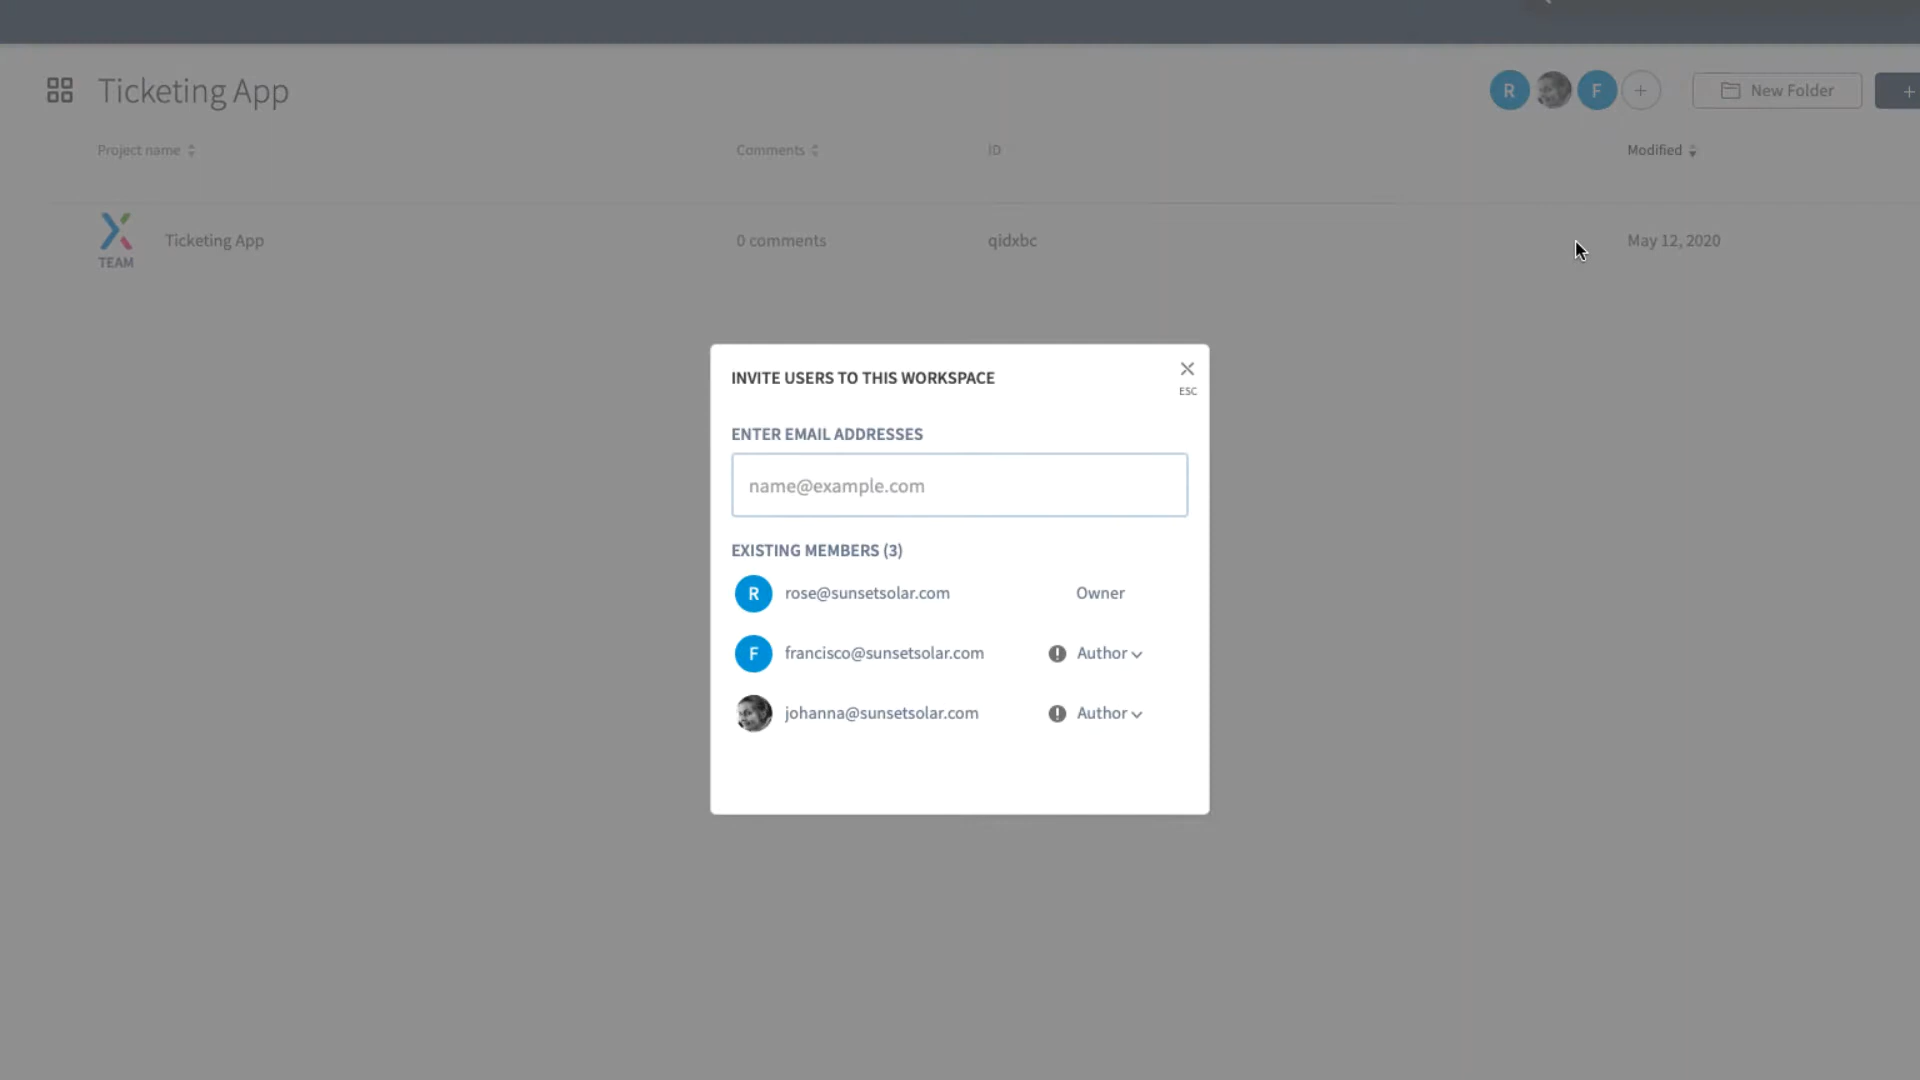 Ticketing App
R
F
+
New Folder
+
Project name
Comments
ID
Modified
TEAM
Ticketing App
0 comments
qidxbc
May 12, 2020
INVITE USERS TO THIS WORKSPACE
ESC
ENTER EMAIL ADDRESSES
name@example.com
EXISTING MEMBERS (3)
R
rose@sunsetsolar.com
Owner
F
francisco@sunsetsolar.com
Author
johanna@sunsetsolar.com
Author